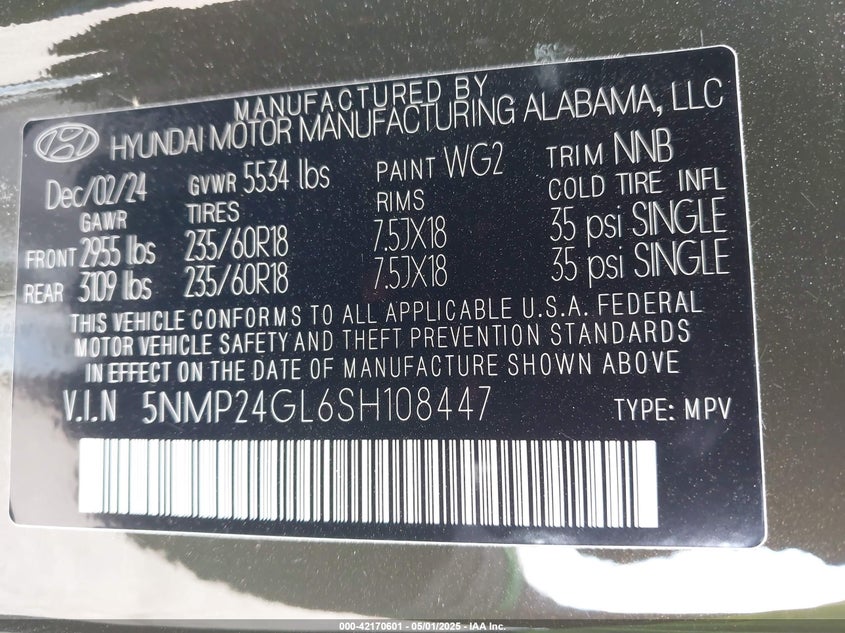 MANUFACTURED BY
HYUNDAI MOTOR MANUFACTURING ALABAMA, LLC
Dec/02/24 GVWR 5534 lbs PAINT WG2 TRIM NNB
GAWR TIRES RIMS COLD TIRE INFL
FRONT 2955 lbs 235/60R18 7.5JX18 35 psi SINGLE
REAR 3109 lbs 235/60R18 7.5JX18 35 psi SINGLE
THIS VEHICLE CONFORMS TO ALL APPLICABLE U.S.A. FEDERAL
MOTOR VEHICLE SAFETY AND THEFT PREVENTION STANDARDS
IN EFFECT ON THE DATE OF MANUFACTURE SHOWN ABOVE
V.I.N 5NMP24GL6SH108447 TYPE: MPV
000-42170601 - 05/01/2025 - IAA Inc.